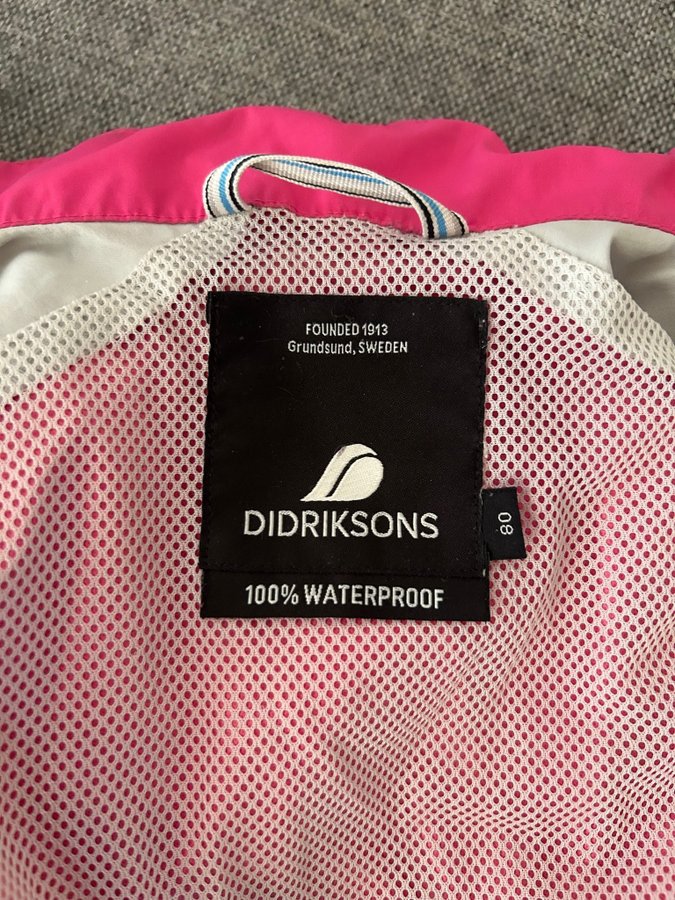 FOUNDED 1913
Grundsund, SWEDEN
DIDRIKSONS
80
100% WATERPROOF